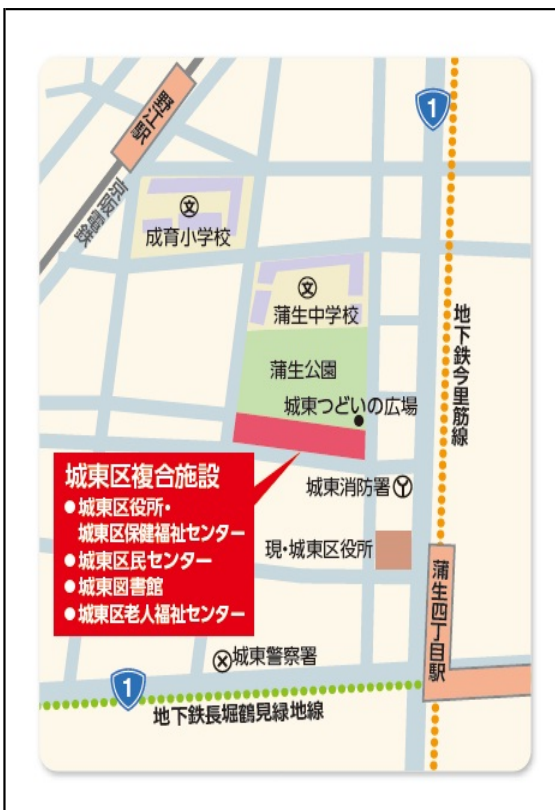 1
野江駅
京阪電鉄
成育小学校
蒲生中学校
地下鉄今里筋線
蒲生公園
城東つどいの広場
城東区複合施設
●城東区役所・
城東区保健福祉センター
●城東区民センター
●城東図書館
●城東区老人福祉センター
城東消防署
現・城東区役所
蒲生四丁目駅
城東警察署
1
地下鉄長堀鶴見緑地線